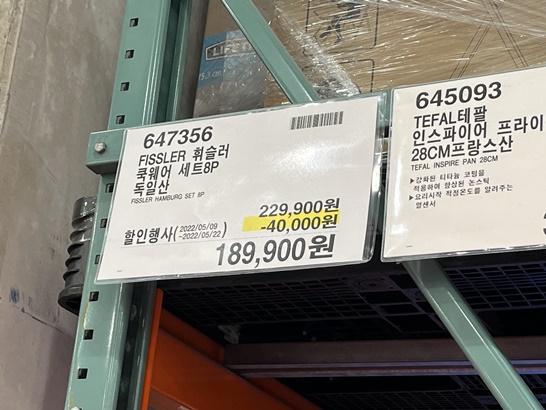 LIFET
5.3 cm
647356
FISSLER 휘슬러
쿡웨어 세트8P
독일산
FISSLER HAMBURG SET 8P
229,900원
-40,000원
할인행사(2022/05/09
~2022/05/22)
189,900원
645093
TEFAL테팔
인스파이어 프라이
28CM프랑스산
TEFAL INSPIRE PAN 28CM
▶강화된 티타늄 코팅을
적용하여 향상된 논스틱
▶요리시작 적정온도를 알려주는
열센서